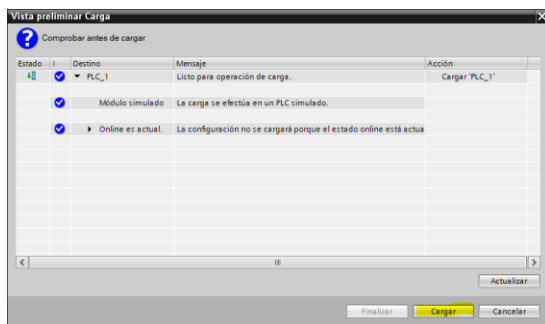 Vista preliminar Carga
Comprobar antes de cargar
Estado ! Destino Mensaje Acción
PLC_1 Listo para operación de carga. Cargar 'PLC_1'
Módulo simulado La carga se efectúa en un PLC simulado.
Online es actual. La configuración no se cargará porque el estado online está actua
Actualizar
Finalizar Cargar Cancelar